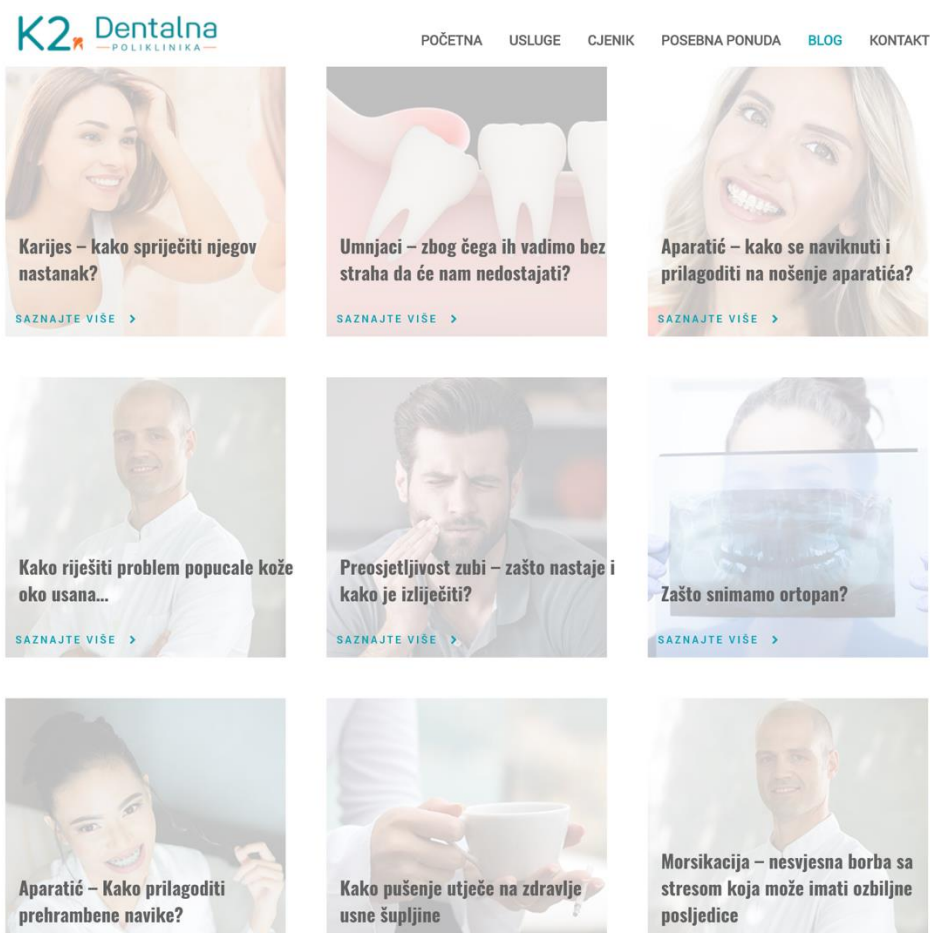 K2 Dentalna
POLIKLINIKA
POČETNA USLUGE CJENIK POSEBNA PONUDA BLOG KONTAKT
Karijes – kako spriječiti njegov
nastanak?
SAZNAJTE VIŠE
Umnjaci – zbog čega ih vadimo bez
straha da će nam nedostajati?
SAZNAJTE VIŠE
Aparatić – kako se naviknuti i
prilagoditi na nošenje aparatića?
SAZNAJTE VIŠE
Kako riješiti problem popucale kože
oko usana...
SAZNAJTE VIŠE
Preosjetljivost zubi – zašto nastaje i
kako je izliječiti?
SAZNAJTE VIŠE
Zašto snimamo ortopan?
SAZNAJTE VIŠE
Aparatić – Kako prilagoditi
prehrambene navike?
Kako pušenje utječe na zdravlje
usne šupljine
Morsikacija – nesvjesna borba sa
stresom koja može imati ozbiljne
posljedice